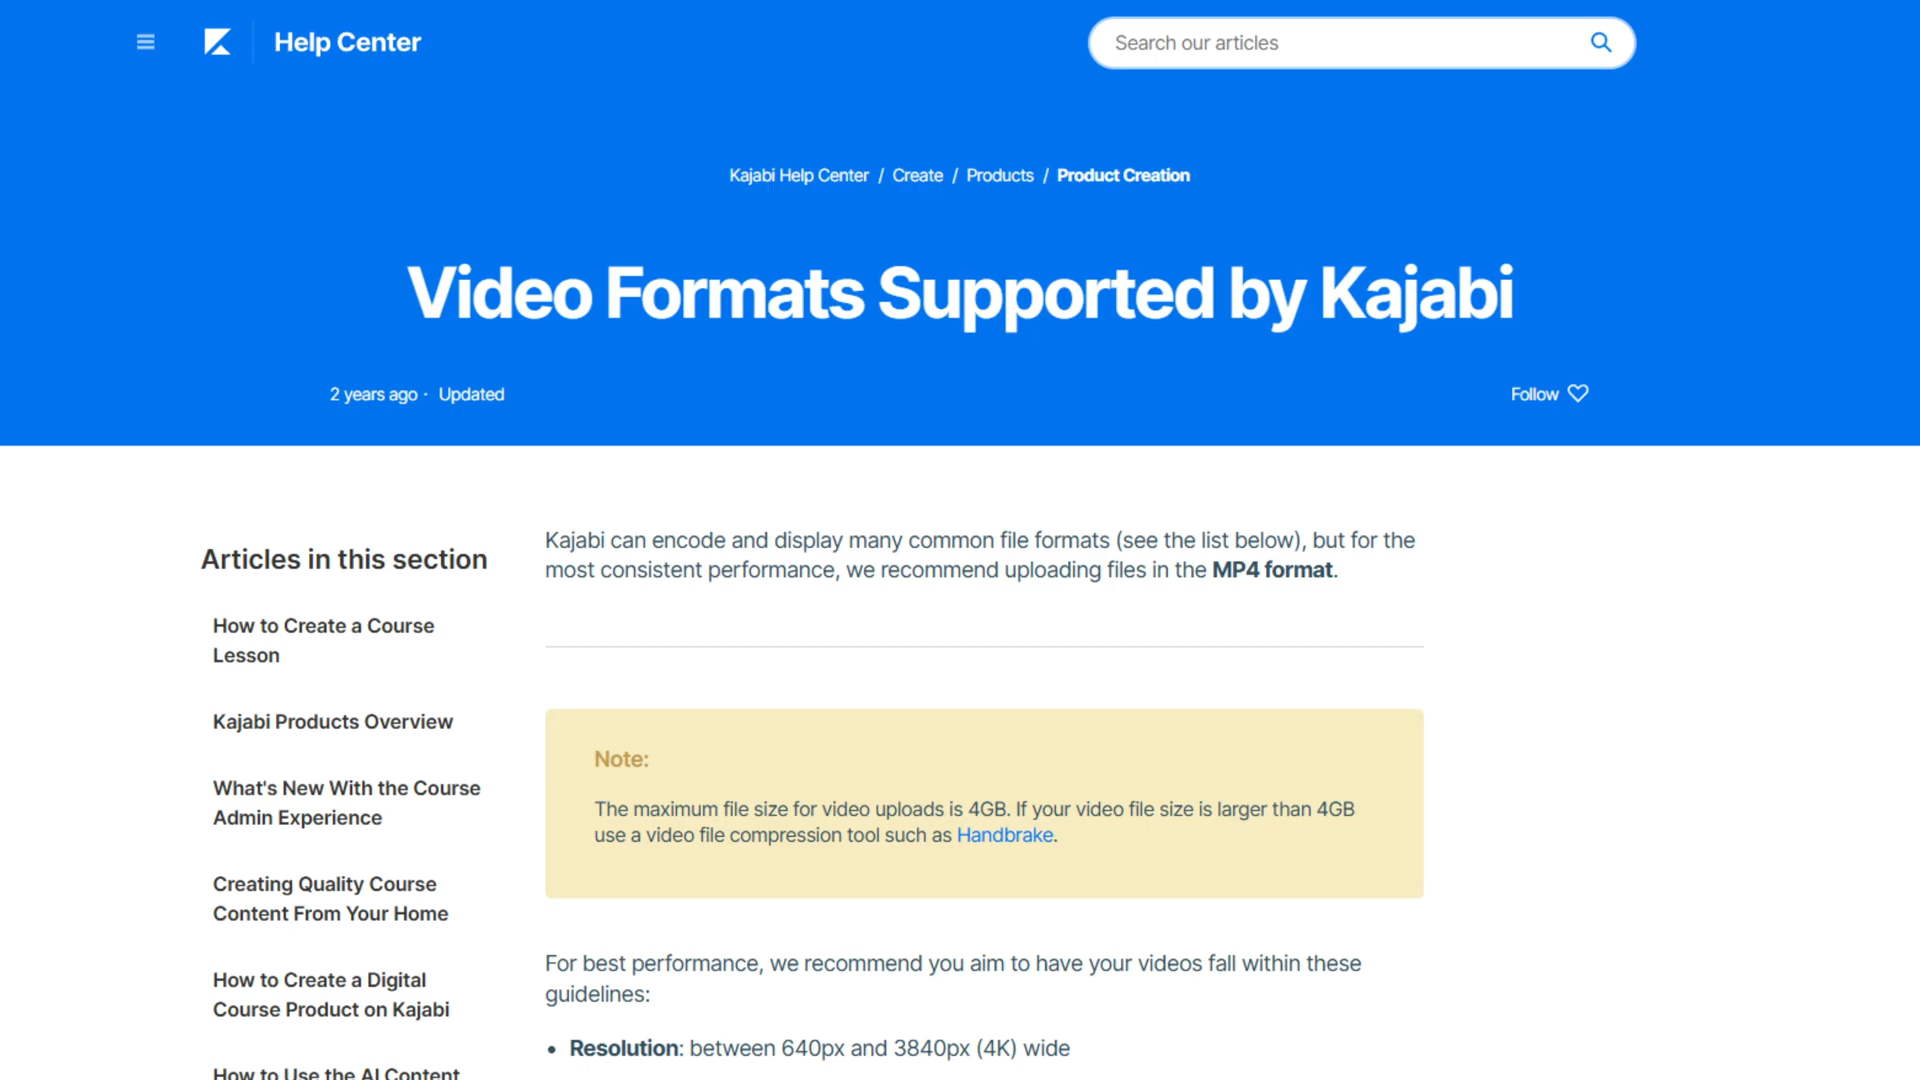 Help Center
Search our articles
Kajabi Help Center / Create / Products / Product Creation
Video Formats Supported by Kajabi
2 years ago · Updated
Follow
Articles in this section
How to Create a Course
Lesson
Kajabi Products Overview
What's New With the Course
Admin Experience
Creating Quality Course
Content From Your Home
How to Create a Digital
Course Product on Kajabi
How to Use the AI Content
Kajabi can encode and display many common file formats (see the list below), but for the
most consistent performance, we recommend uploading files in the MP4 format.
Note:
The maximum file size for video uploads is 4GB. If your video file size is larger than 4GB
use a video file compression tool such as Handbrake.
For best performance, we recommend you aim to have your videos fall within these
guidelines:
• Resolution: between 640px and 3840px (4K) wide